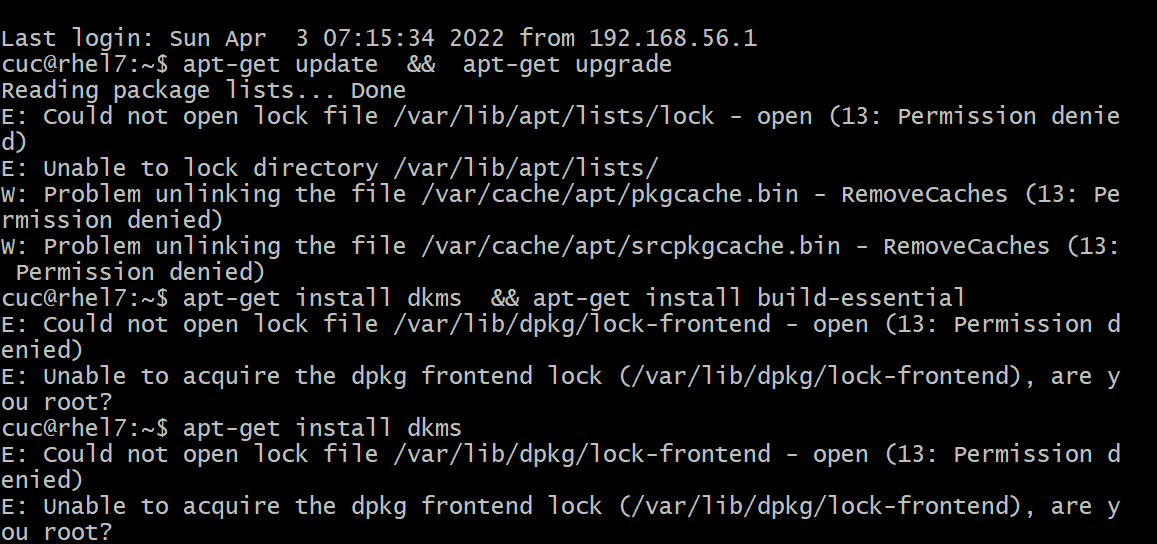 Last login: Sun Apr  3 07:15:34 2022 from 192.168.56.1
cuc@rhel7:~$ apt-get update  &&  apt-get upgrade
Reading package lists... Done
E: Could not open lock file /var/lib/apt/lists/lock - open (13: Permission denie
d)
E: Unable to lock directory /var/lib/apt/lists/
W: Problem unlinking the file /var/cache/apt/pkgcache.bin - RemoveCaches (13: Pe
rmission denied)
W: Problem unlinking the file /var/cache/apt/srcpkgcache.bin - RemoveCaches (13:
 Permission denied)
cuc@rhel7:~$ apt-get install dkms  && apt-get install build-essential
E: Could not open lock file /var/lib/dpkg/lock-frontend - open (13: Permission d
enied)
E: Unable to acquire the dpkg frontend lock (/var/lib/dpkg/lock-frontend), are y
ou root?
cuc@rhel7:~$ apt-get install dkms
E: Could not open lock file /var/lib/dpkg/lock-frontend - open (13: Permission d
enied)
E: Unable to acquire the dpkg frontend lock (/var/lib/dpkg/lock-frontend), are y
ou root?